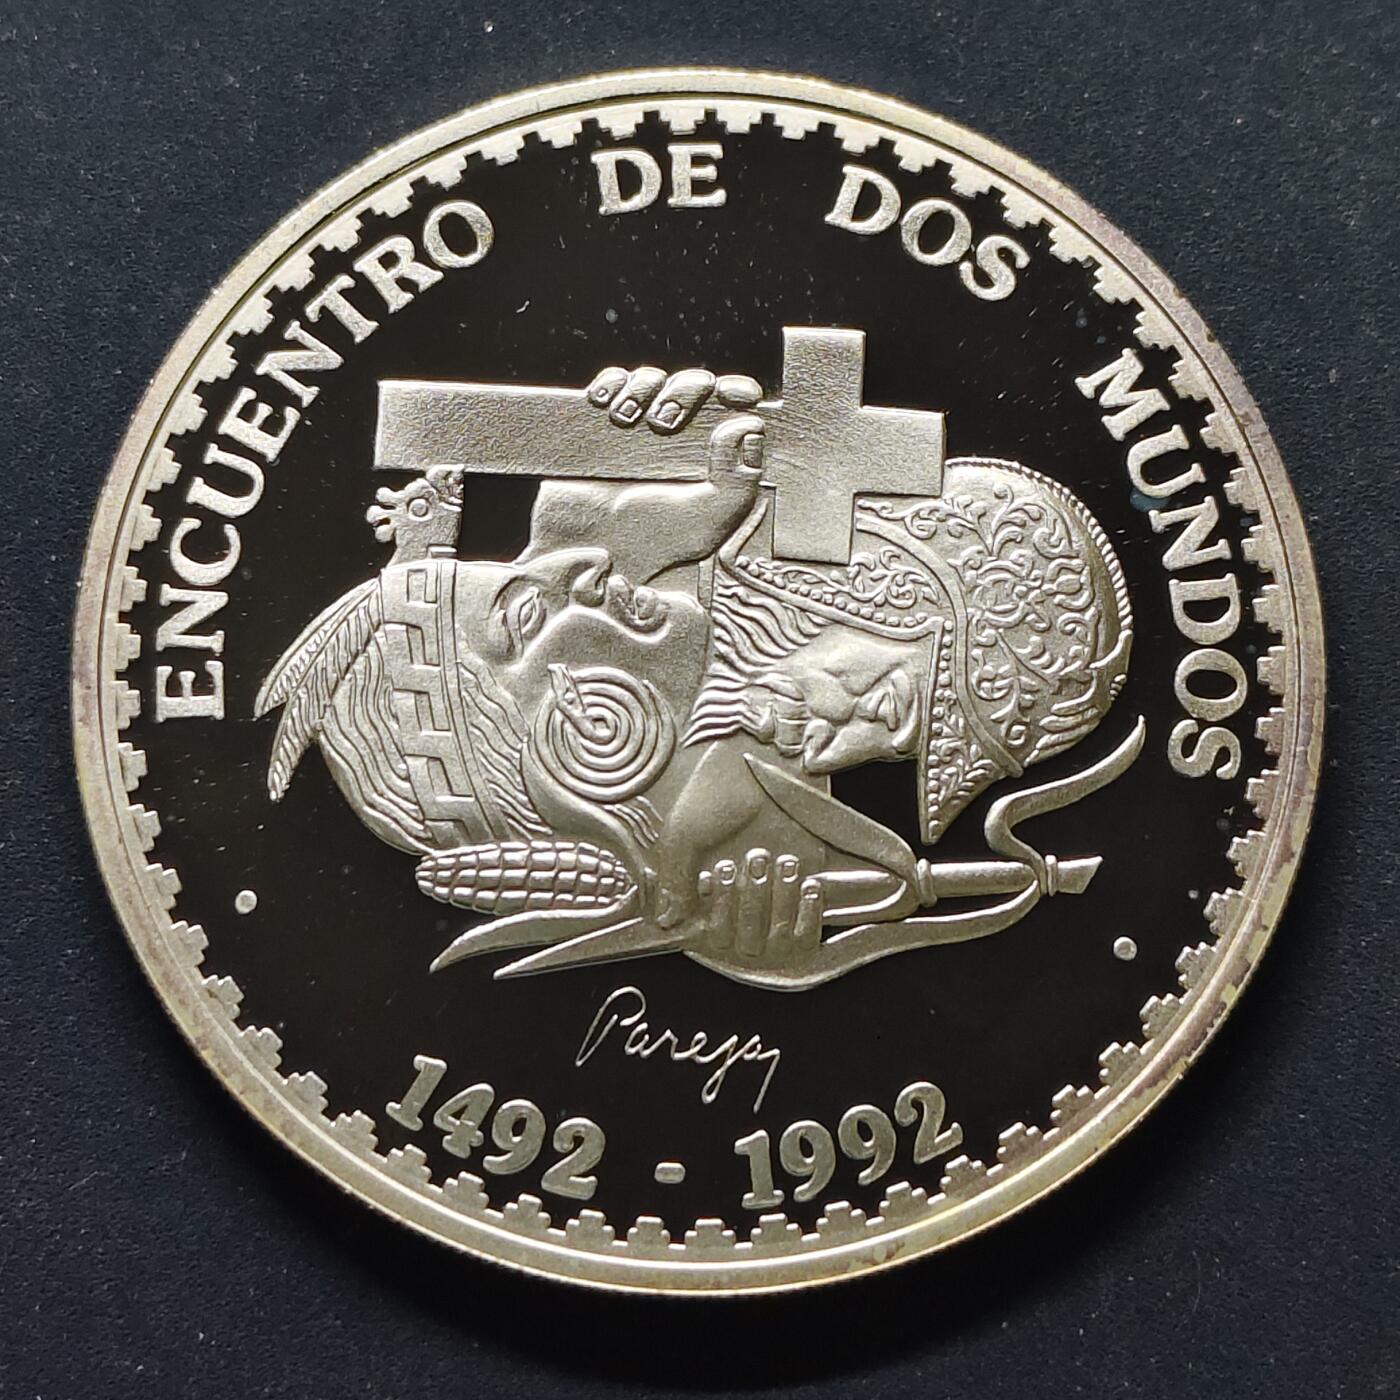 ENCUENTRO DE DOS MUNDOS
Pareja
1492 - 1992